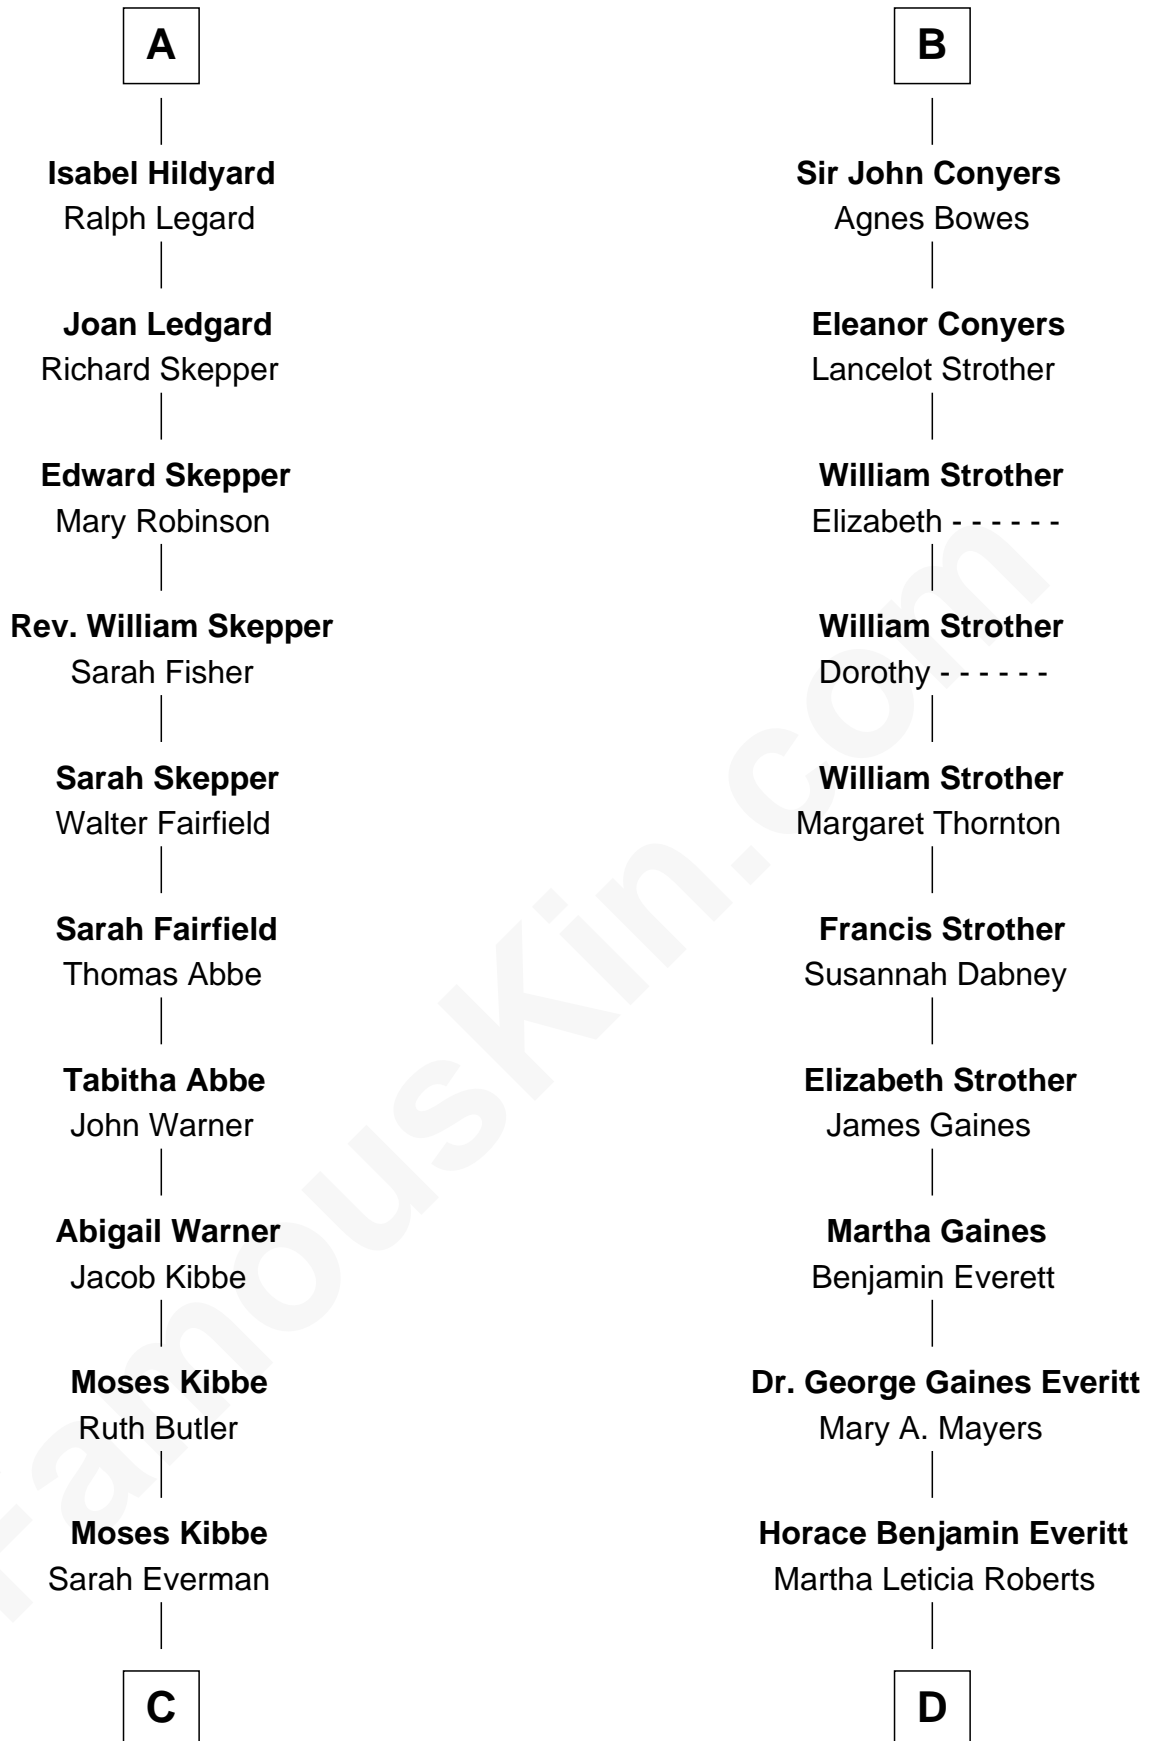 A
Isabel Hildyard
Ralph Legard
Joan Ledgard
Richard Skepper
Edward Skepper
Mary Robinson
Rev. William Skepper
Sarah Fisher
Sarah Skepper
Walter Fairfield
Sarah Fairfield
Thomas Abbe
Tabitha Abbe
John Warner
Abigail Warner
Jacob Kibbe
Moses Kibbe
Ruth Butler
Moses Kibbe
Sarah Everman
C
B
Sir John Conyers
Agnes Bowes
Eleanor Conyers
Lancelot Strother
William Strother
Elizabeth - - - - - -
William Strother
Dorothy - - - - - -
William Strother
Margaret Thornton
Francis Strother
Susannah Dabney
Elizabeth Strother
James Gaines
Martha Gaines
Benjamin Everett
Dr. George Gaines Everitt
Mary A. Mayers
Horace Benjamin Everitt
Martha Leticia Roberts
D
FamousKin.com